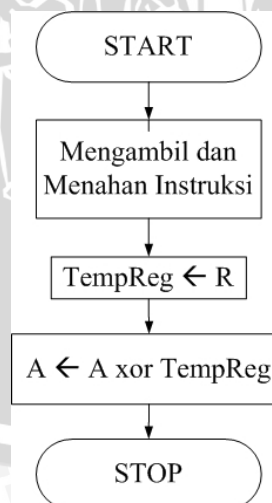 START
Mengambil dan
Menahan Instruksi
TempReg ← R
A ← A xor TempReg
STOP